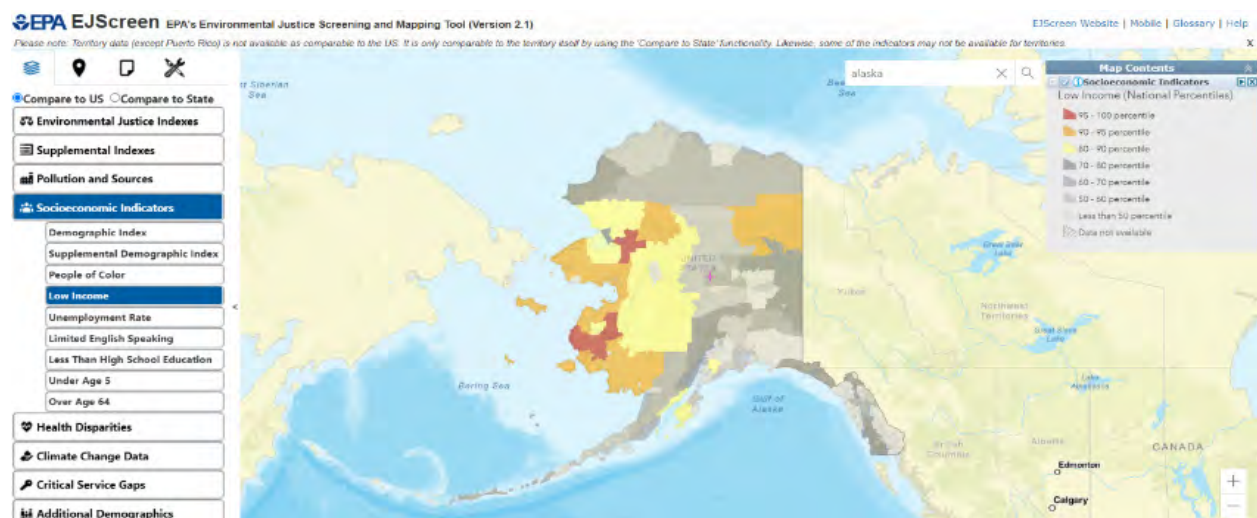 EPA EJScreen EPA's Environmental Justice Screening and Mapping Tool (Version 2.1)
EJScreen Website | Mobile | Glossary | Help
Please note: Territory data (except Puerto Rico) is not available as comparable to the US. It is only comparable to the territory itself by using the 'Compare to State' functionality. Likewise, some of the indicators may not be available for territories.
X
Compare to US Compare to State
Environmental Justice Indexes
Supplemental Indexes
Pollution and Sources
Socioeconomic Indicators
Demographic Index
Supplemental Demographic Index
People of Color
Low Income
Unemployment Rate
Limited English Speaking
Less Than High School Education
Under Age 5
Over Age 64
Health Disparities
Climate Change Data
Critical Service Gaps
Additional Demographics
<
Siberian
Sea
Sea
alaska
Map Contents
Socioeconomic Indicators
Low Income (National Percentiles)
95 - 100 percentile
90 - 95 percentile
80 - 90 percentile
70 - 80 percentile
60 - 70 percentile
50 - 60 percentile
Less than 50 percentile
Data not available
UNITED
STATES
Great Bear
Lake
Yukon
Northwest
Territories
Great Slave
Lake
Bering Sea
Gulf of
Alaska
Lake
Athabasca
British
Columbia
Alberta
CANADA
Edmonton
Calgary
+
−